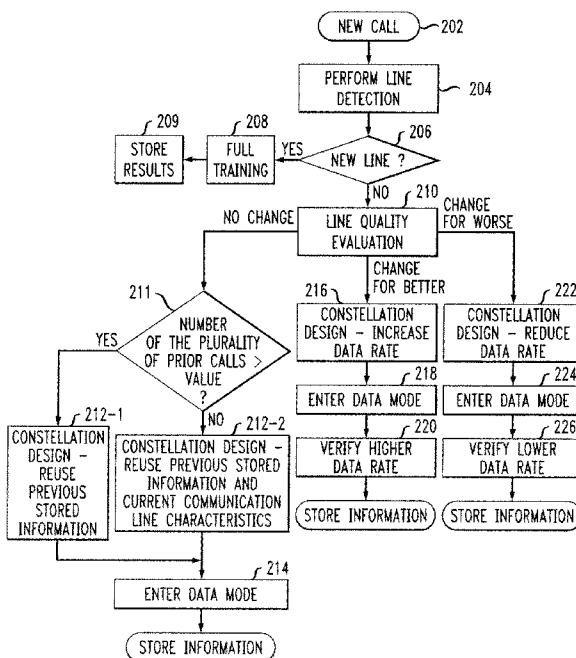 NEW CALL
202
PERFORM LINE
DETECTION
204
206
NEW LINE ?
YES
208
FULL
TRAINING
209
STORE
RESULTS
NO
210
LINE QUALITY
EVALUATION
NO CHANGE
CHANGE
FOR BETTER
CHANGE
FOR WORSE
211
NUMBER
OF THE PLURALITY
OF PRIOR CALLS >
VALUE
?
YES
NO
212-1
CONSTELLATION
DESIGN -
REUSE
PREVIOUS
STORED
INFORMATION
212-2
CONSTELLATION DESIGN -
REUSE PREVIOUS STORED
INFORMATION AND
CURRENT COMMUNICATION
LINE CHARACTERISTICS
214
ENTER DATA MODE
STORE INFORMATION
216
CONSTELLATION
DESIGN - INCREASE
DATA RATE
218
ENTER DATA MODE
220
VERIFY HIGHER
DATA RATE
STORE INFORMATION
222
CONSTELLATION
DESIGN - REDUCE
DATA RATE
224
ENTER DATA MODE
226
VERIFY LOWER
DATA RATE
STORE INFORMATION